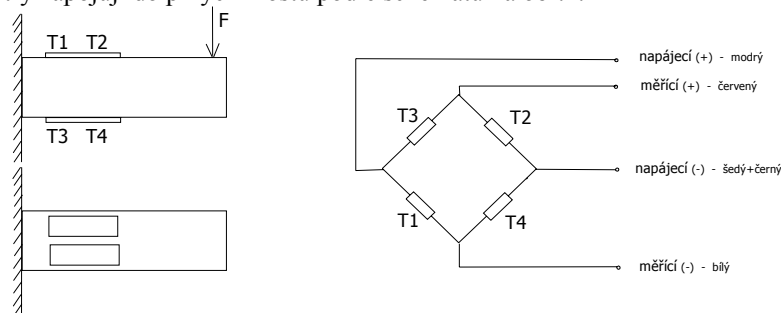 F
T1 T2
T3 T4
T3
T2
T1
T4
napájecí (+) - modrý
měřící (+) - červený
napájecí (-) - šedý+černý
měřící (-) - bílý